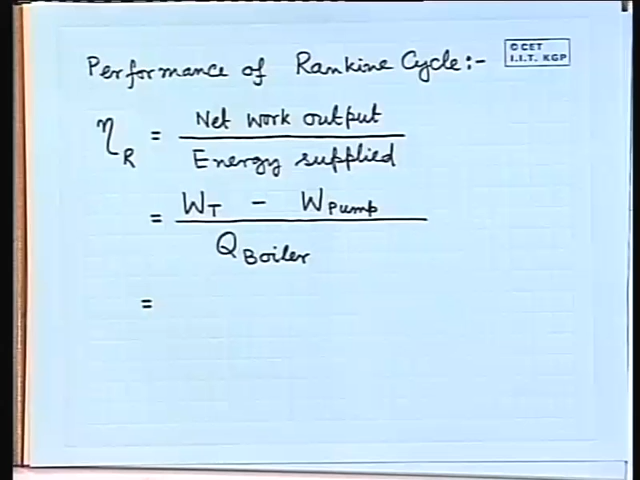 Performance of Rankine Cycle:-
© CET
I.I.T. KGP
η_R = Net work output / Energy supplied
= W_T - W_Pump / Q_Boiler
=